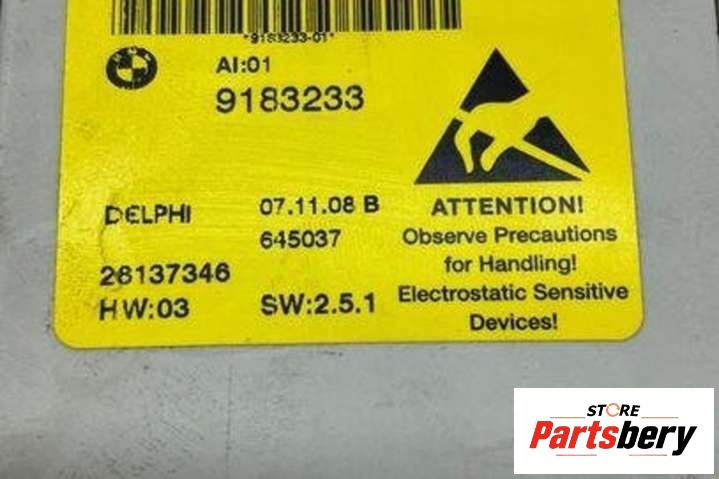 *9183233-01*
AI:01
9183233
DELPHI
07.11.08 B
645037
28137346
HW:03
SW:2.5.1
ATTENTION!
Observe Precautions
for Handling!
Electrostatic Sensitive
Devices!
STORE
Partsbery